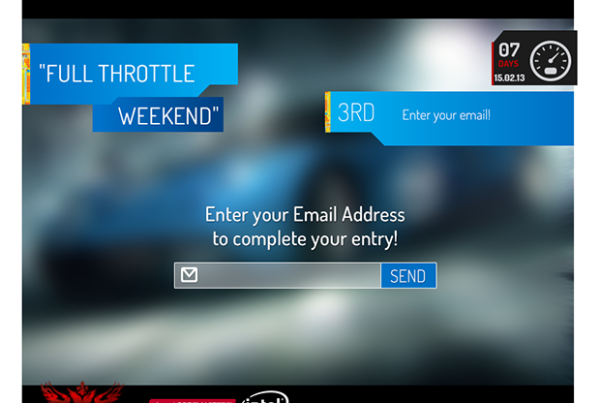 "FULL THROTTLE
WEEKEND"
07
DAYS
15.02.13
3RD
Enter your email!
Enter your Email Address
to complete your entry!
SEND
(intel)